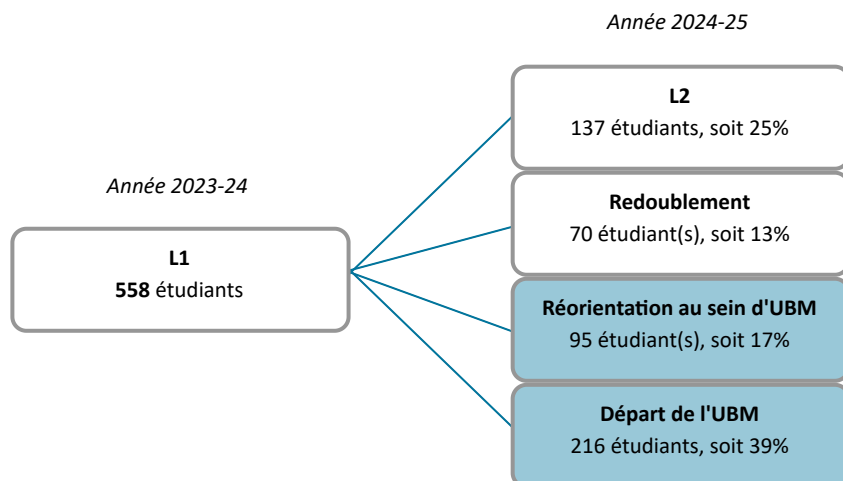 Année 2024-25
L2
137 étudiants, soit 25%
Année 2023-24
Redoublement
70 étudiant(s), soit 13%
L1
558 étudiants
Réorientation au sein d'UBM
95 étudiant(s), soit 17%
Départ de l'UBM
216 étudiants, soit 39%